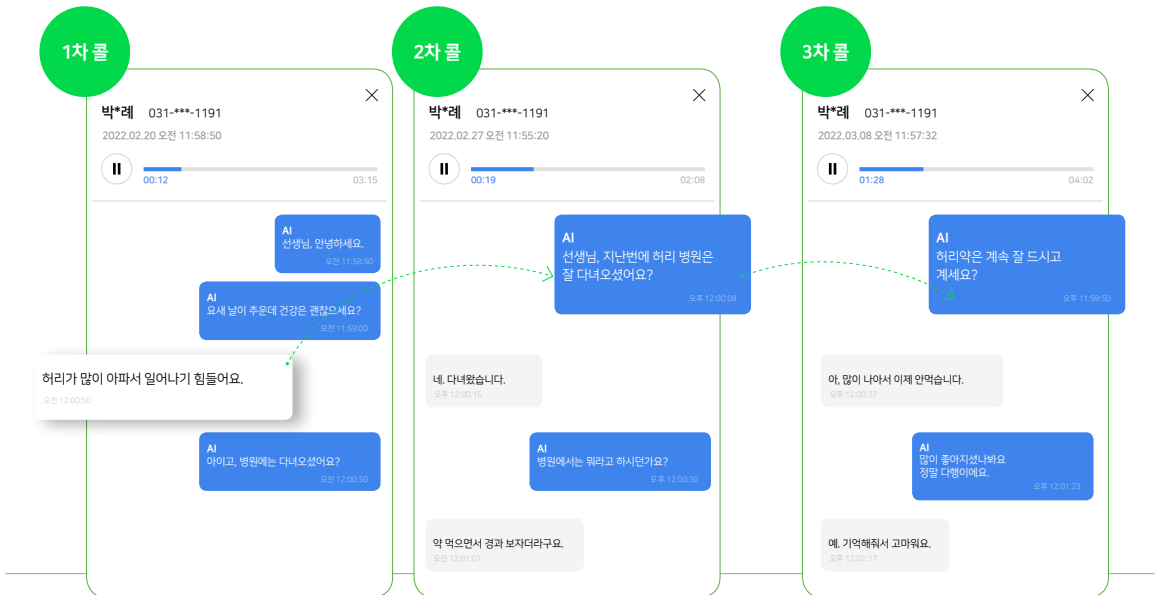 1차 콜
박*례 031-***-1191
2022.02.20 오전 11:58:50
00:12
03:15
AI
선생님, 안녕하세요.
오전 11:58:50
AI
요새 날이 추운데 건강은 괜찮으세요?
오전 11:59:00
허리가 많이 아파서 일어나기 힘들어요.
오전 12:00:50
AI
아이고, 병원에는 다녀오셨어요?
오전 12:00:50
2차 콜
박*례 031-***-1191
2022.02.27 오전 11:55:20
00:19
02:08
AI
선생님, 지난번에 허리 병원은
잘 다녀오셨어요?
오후 12:00:08
네. 다녀왔습니다.
오후 12:00:15
AI
병원에서는 뭐라고 하시던가요?
오후 12:00:30
약 먹으면서 경과 보자더라구요.
오전 12:01:01
3차 콜
박*례 031-***-1191
2022.03.08 오전 11:57:32
01:28
04:02
AI
허리약은 계속 잘 드시고
계세요?
오후 11:59:50
아, 많이 나아서 이제 안먹습니다.
오후 12:00:37
AI
많이 좋아지셨나봐요
정말 다행이에요.
오후 12:01:23
예, 기억해줘서 고마워요.
오후 12:02:17